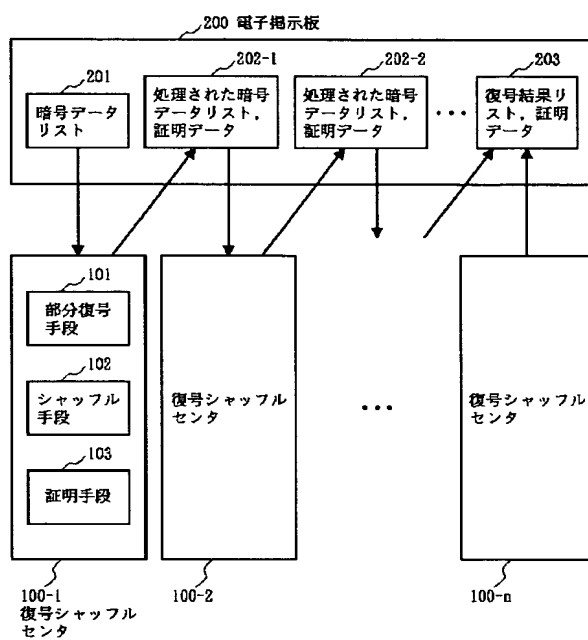 200 電子掲示板
201
暗号データ
リスト
202-1
処理された暗号
データリスト,
証明データ
202-2
処理された暗号
データリスト,
証明データ
...
203
復号結果リ
スト, 証明
データ
101
部分復号
手段
102
シャッフル
手段
103
証明手段
復号シャッフル
センタ
...
復号シャッフル
センタ
100-1
復号シャッフル
センタ
100-2
100-n